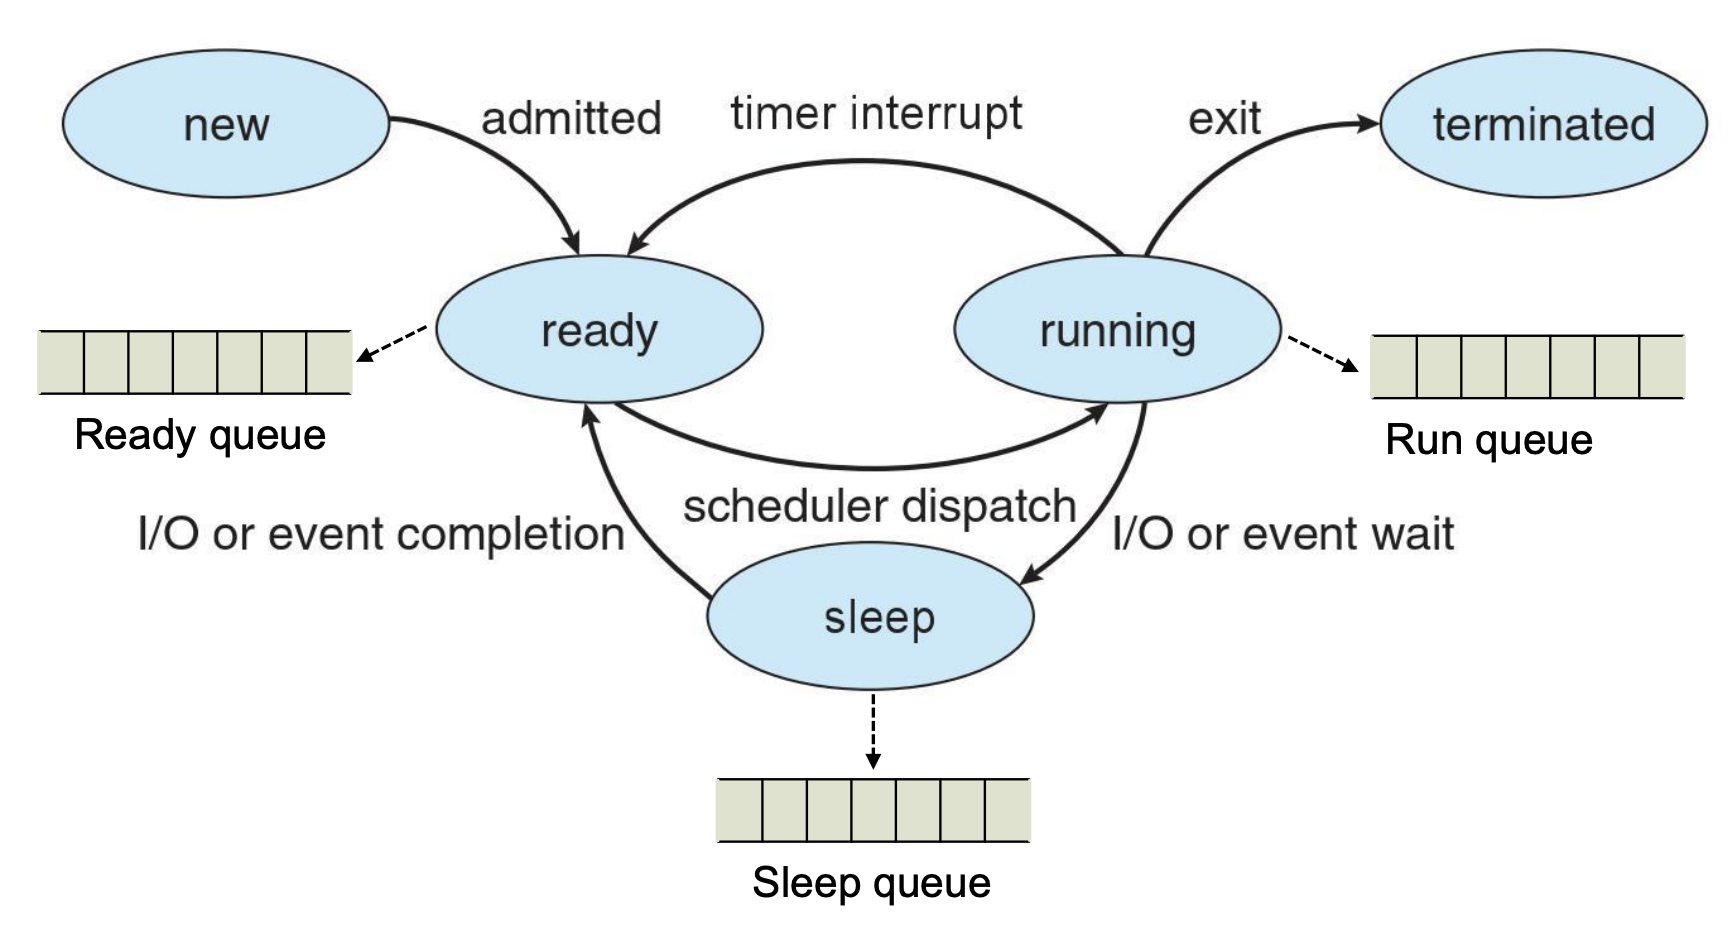 new
admitted
timer interrupt
exit
terminated
ready
running
Ready queue
Run queue
scheduler dispatch
I/O or event completion
I/O or event wait
sleep
Sleep queue